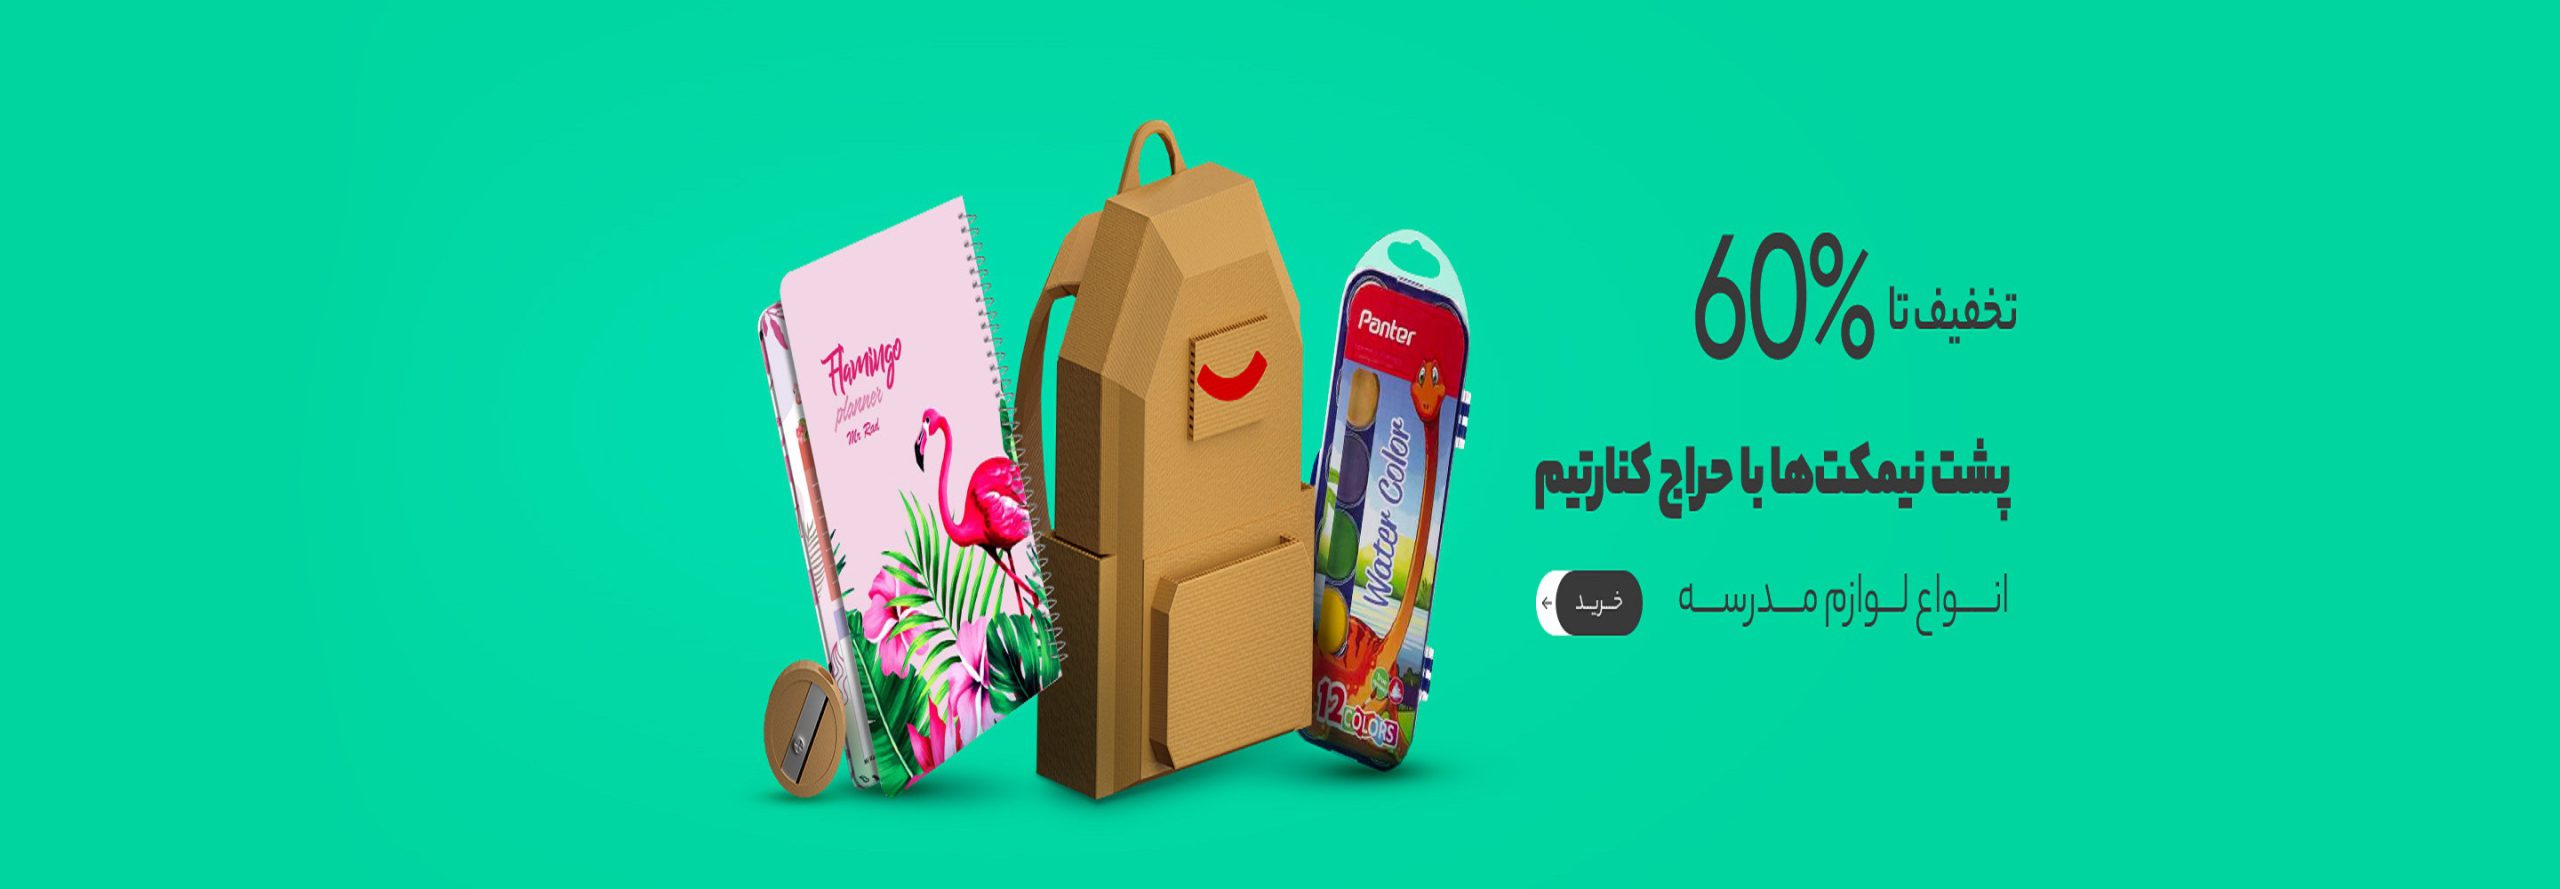 تخفیف تا 60%
پشت نیمکت‌ها با حراج کنارتیم
انواع لوازم مدرسه
خرید
Flamingo
planner
Mr Rad
Panter
Water Color
12 COLORS